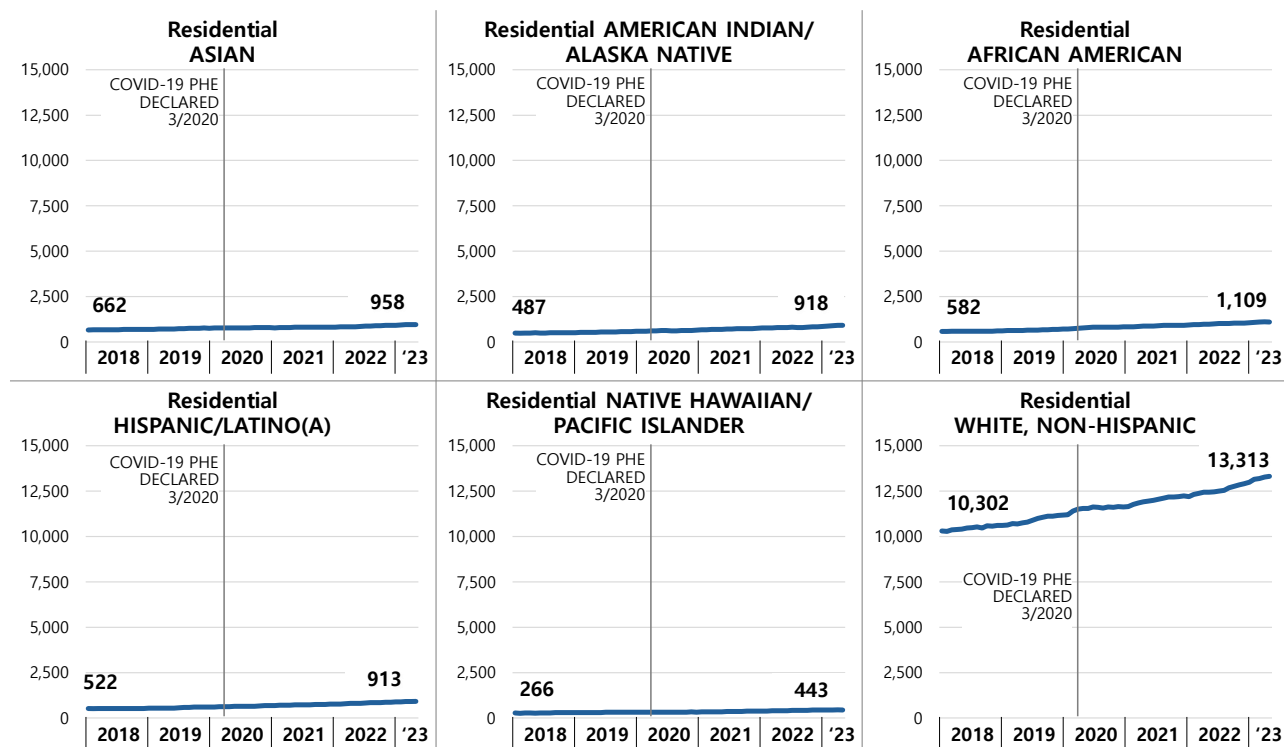 Residential
ASIAN
15,000
12,500
10,000
7,500
5,000
2,500
0
COVID-19 PHE
DECLARED
3/2020
662
958
2018 2019 2020 2021 2022 ‘23
Residential AMERICAN INDIAN/
ALASKA NATIVE
COVID-19 PHE
DECLARED
3/2020
15,000
12,500
10,000
7,500
5,000
2,500
0
487
918
2018 2019 2020 2021 2022 ‘23
Residential
AFRICAN AMERICAN
COVID-19 PHE
DECLARED
3/2020
15,000
12,500
10,000
7,500
5,000
2,500
0
582
1,109
2018 2019 2020 2021 2022 ‘23
Residential
HISPANIC/LATINO(A)
15,000
12,500
10,000
7,500
5,000
2,500
0
COVID-19 PHE
DECLARED
3/2020
522
913
2018 2019 2020 2021 2022 ‘23
Residential NATIVE HAWAIIAN/
PACIFIC ISLANDER
15,000
12,500
10,000
7,500
5,000
2,500
0
COVID-19 PHE
DECLARED
3/2020
266
443
2018 2019 2020 2021 2022 ‘23
Residential
WHITE, NON-HISPANIC
15,000
12,500
10,000
7,500
5,000
2,500
0
10,302
13,313
COVID-19 PHE
DECLARED
3/2020
2018 2019 2020 2021 2022 ‘23